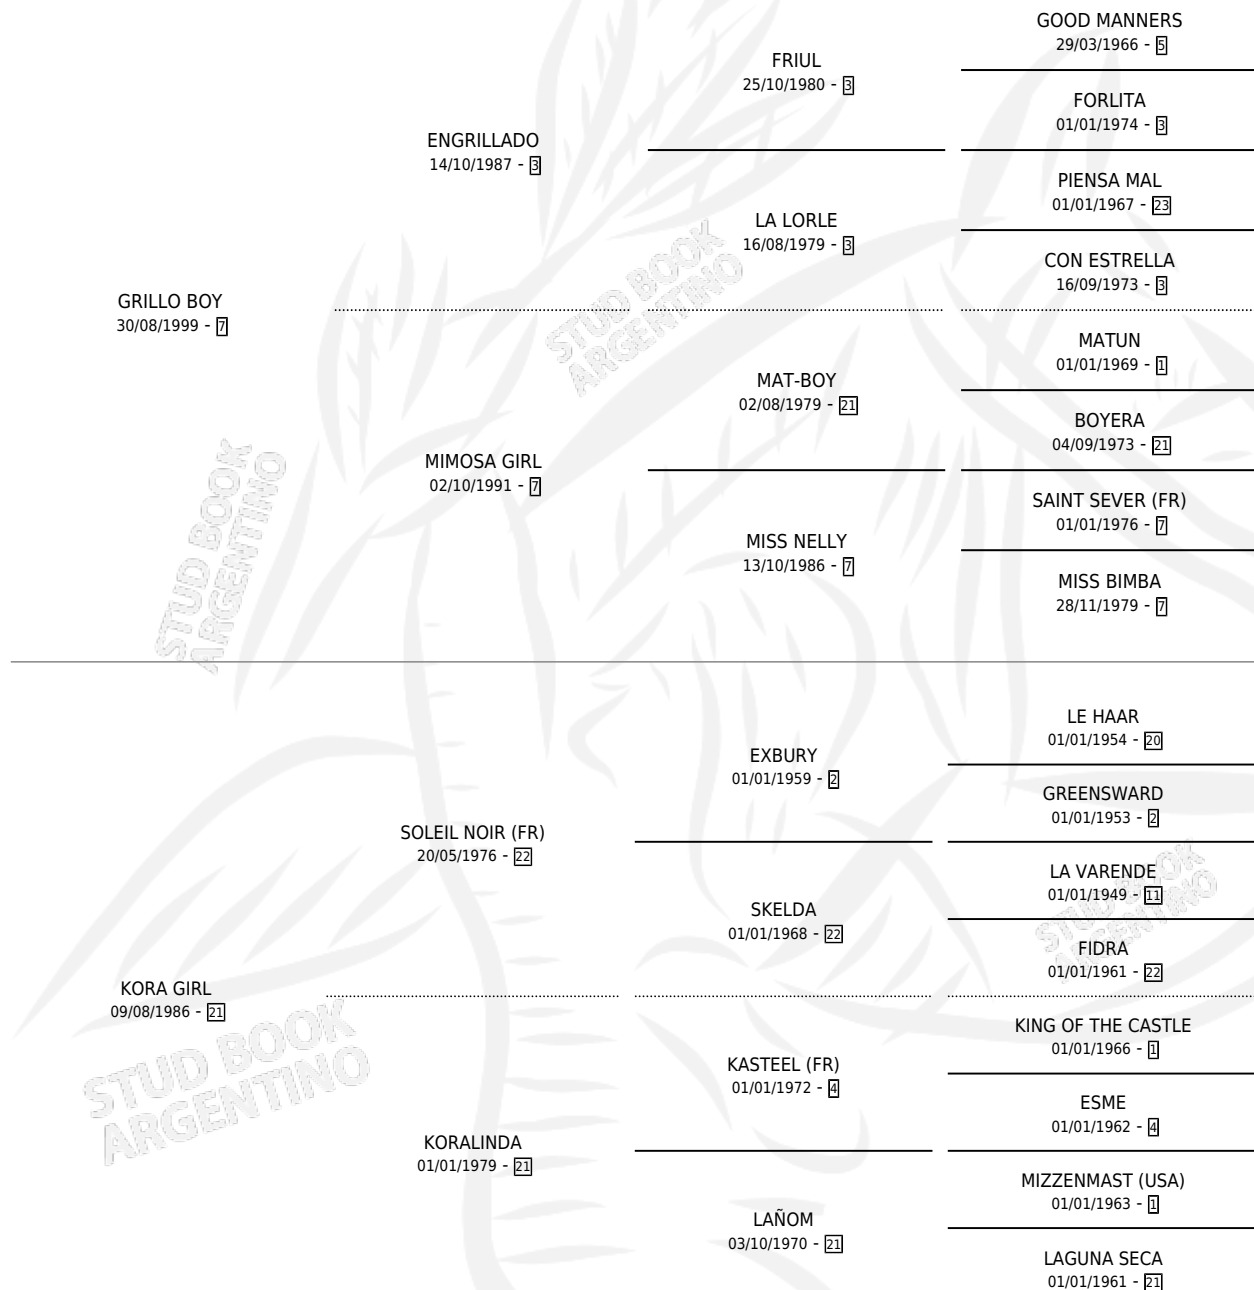 GOOD MANNERS
29/03/1966 - 5
FRIUL
25/10/1980 - 3
FORLITA
01/01/1974 - 3
ENGRILLADO
14/10/1987 - 3
PIENSA MAL
01/01/1967 - 23
LA LORLE
16/08/1979 - 3
CON ESTRELLA
16/09/1973 - 3
GRILLO BOY
30/08/1999 - 7
STUD BOOK
ARGENTINO
MATUN
01/01/1969 - 1
MAT-BOY
02/08/1979 - 21
BOYERA
04/09/1973 - 21
MIMOSA GIRL
02/10/1991 - 7
SAINT SEVER (FR)
01/01/1976 - 7
MISS NELLY
13/10/1986 - 7
MISS BIMBA
28/11/1979 - 7
STUD BOOK
ARGENTINO
LE HAAR
01/01/1954 - 20
EXBURY
01/01/1959 - 2
GREENSWARD
01/01/1953 - 2
SOLEIL NOIR (FR)
20/05/1976 - 22
LA VARENDE
01/01/1949 - 11
SKELDA
01/01/1968 - 22
FIDRA
01/01/1961 - 22
STUD BOOK
ARGENTINO
KORA GIRL
09/08/1986 - 21
KING OF THE CASTLE
01/01/1966 - 1
KASTEEL (FR)
01/01/1972 - 4
ESME
01/01/1962 - 4
STUD BOOK
ARGENTINO
KORALINDA
01/01/1979 - 21
MIZZENMAST (USA)
01/01/1963 - 1
LAÑOM
03/10/1970 - 21
LAGUNA SECA
01/01/1961 - 21